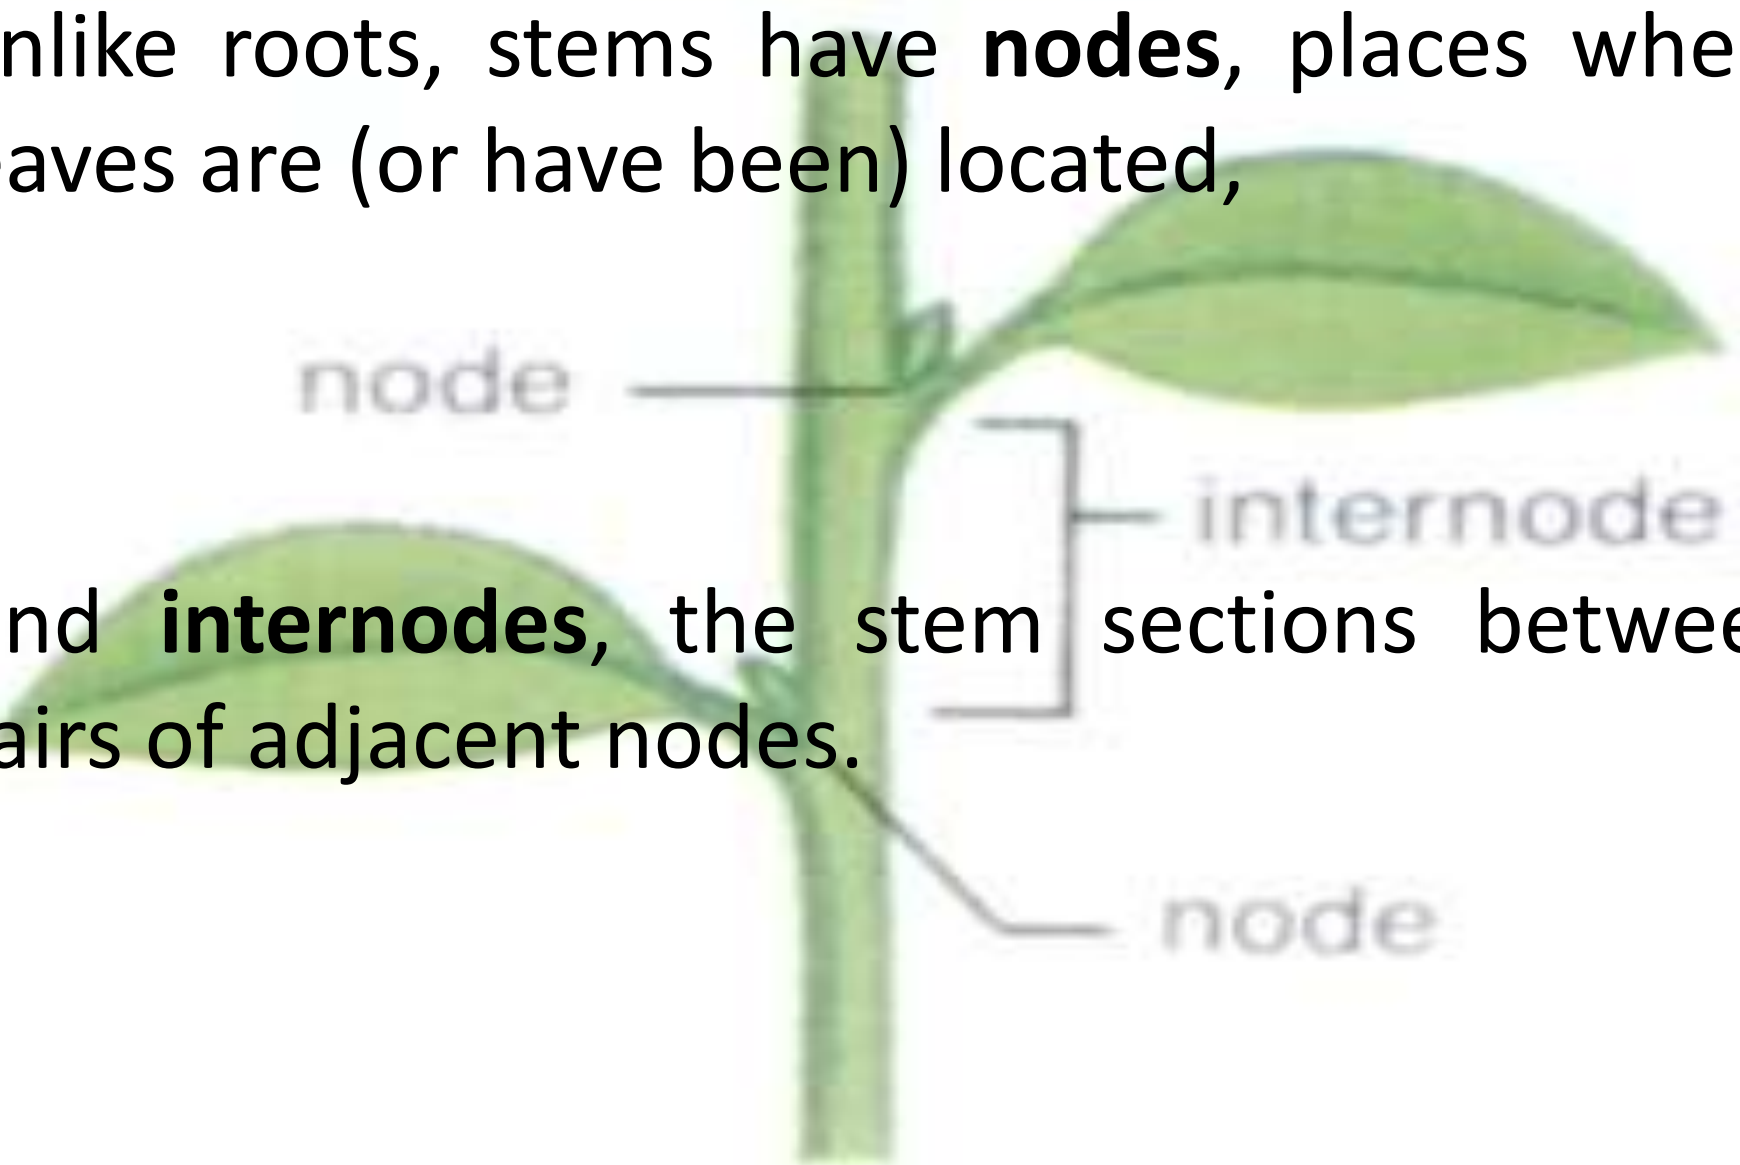 nlike roots, stems have nodes, places whe
eaves are (or have been) located,
node
internode
nd internodes, the stem sections betwee
airs of adjacent nodes.
node